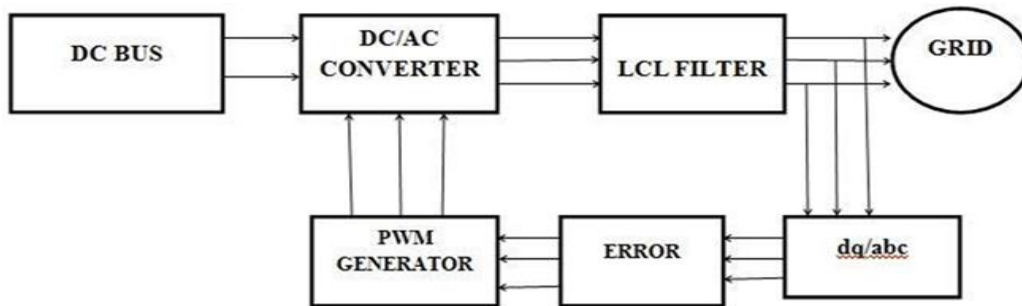 DC BUS
DC/AC
CONVERTER
LCL FILTER
GRID
PWM
GENERATOR
ERROR
dq/abc